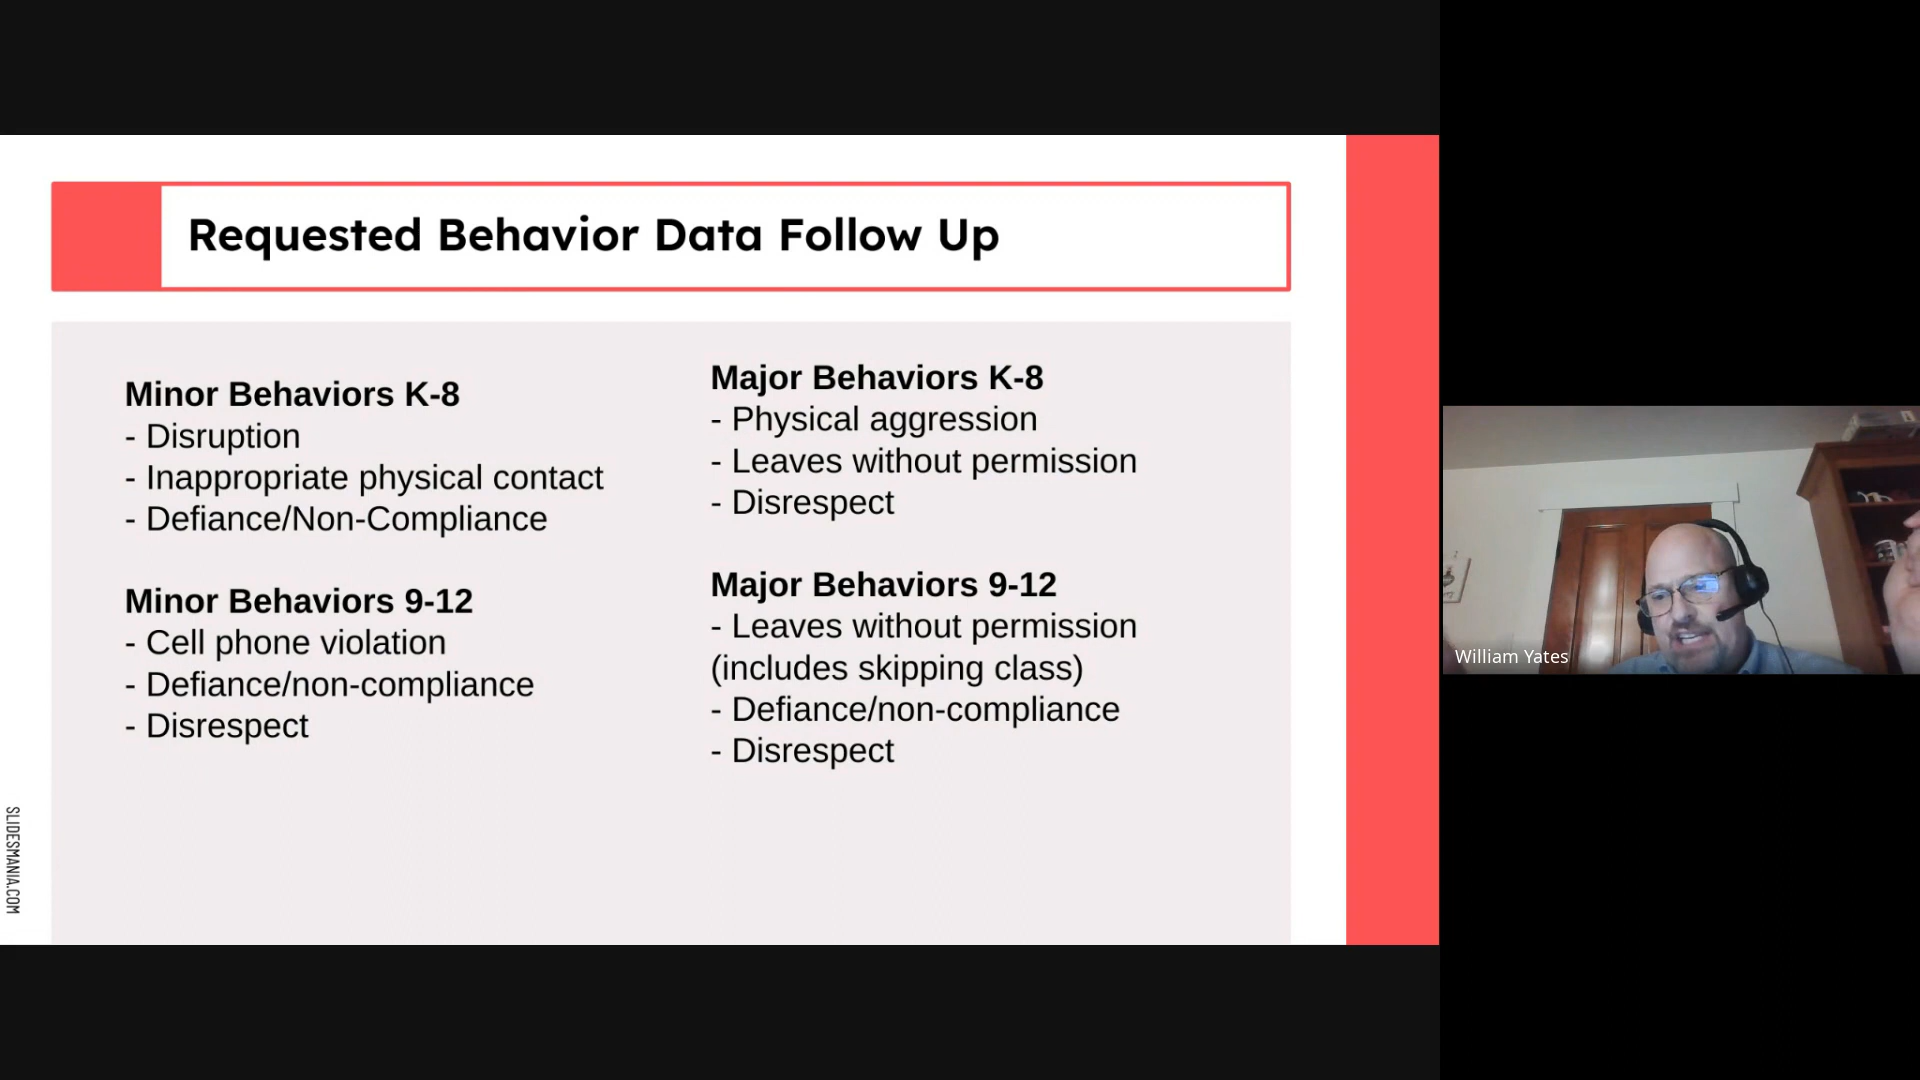 Requested Behavior Data Follow Up
Minor Behaviors K-8
- Disruption
- Inappropriate physical contact
- Defiance/Non-Compliance
Minor Behaviors 9-12
- Cell phone violation
- Defiance/non-compliance
- Disrespect
Major Behaviors K-8
- Physical aggression
- Leaves without permission
- Disrespect
Major Behaviors 9-12
- Leaves without permission
(includes skipping class)
- Defiance/non-compliance
- Disrespect
SLIDESMANIA.COM
William Yates